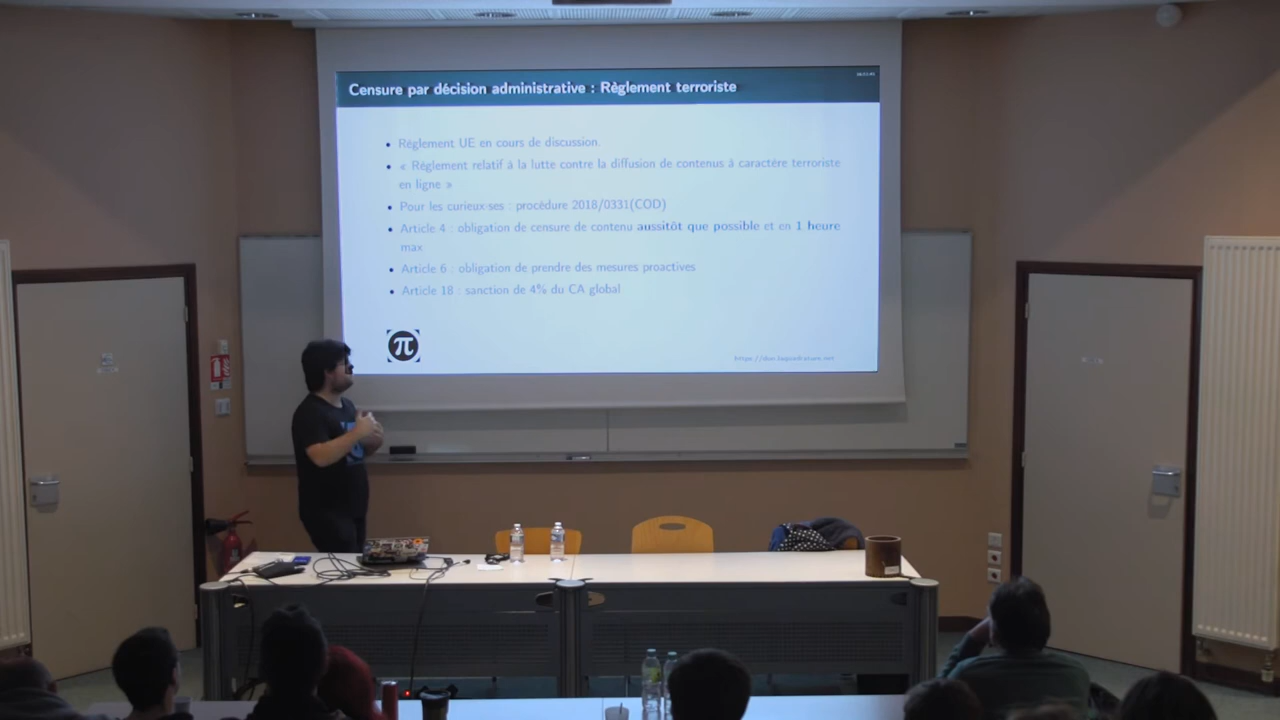 Censure par décision administrative : Règlement terroriste
• Règlement UE en cours de discussion.
• « Règlement relatif à la lutte contre la diffusion de contenus à caractère terroriste
en ligne »
• Pour les curieux·ses : procédure 2018/0331(COD)
• Article 4 : obligation de censure de contenu aussitôt que possible et en 1 heure
max
• Article 6 : obligation de prendre des mesures proactives
• Article 18 : sanction de 4% du CA global
π